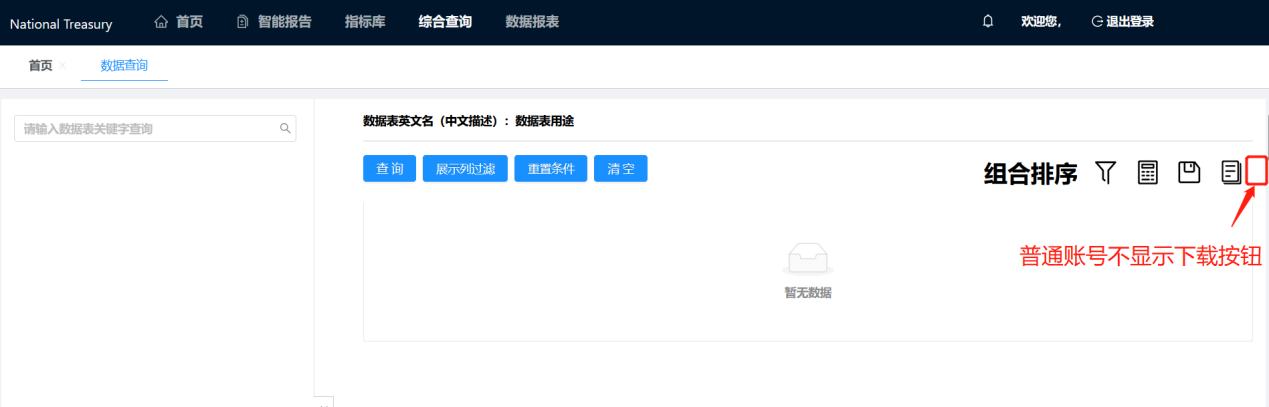 National Treasury 首页 智能报告 指标库 综合查询 数据报表 欢迎您, 退出登录
首页 数据查询
请输入数据表关键字查询
数据表英文名（中文描述）: 数据表用途
查询 展示列过滤 重置条件 清空
组合排序
普通账号不显示下载按钮
暂无数据